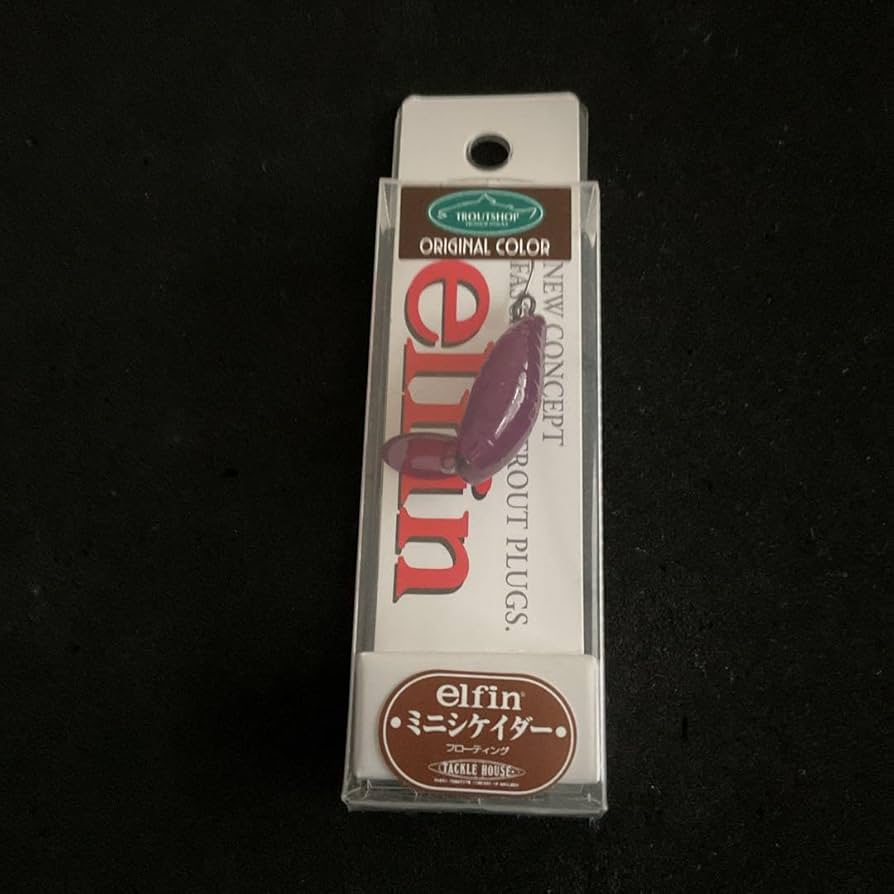 TROUTSHOP
ORIGINAL COLOR
elfin
NEW CONCEPT
TROUT PLUGS.
elfin®
・ミニシケイダー・
フローティング
TACKLE HOUSE